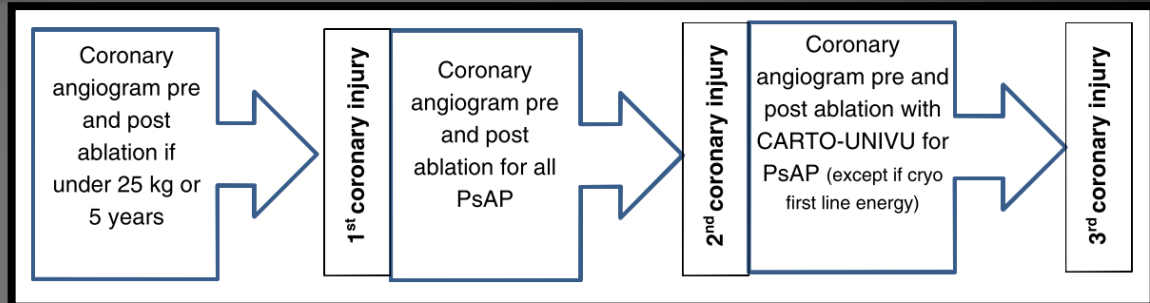 Coronary
angiogram pre
and post
ablation if
under 25 kg or
5 years
1st coronary injury
Coronary
angiogram pre
and post
ablation for all
PsAP
2nd coronary injury
Coronary
angiogram pre and
post ablation with
CARTO-UNIVU for
PsAP (except if cryo
first line energy)
3rd coronary injury